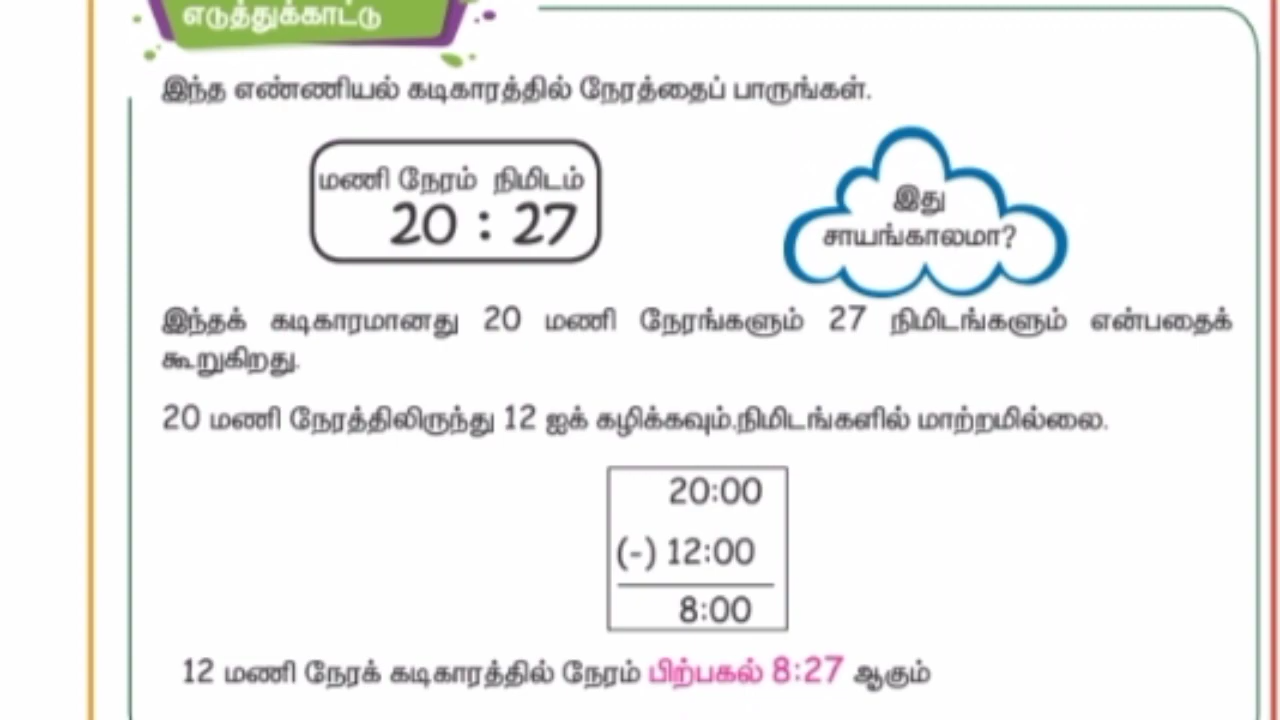 எடுத்துக்காட்டு
இந்த எண்ணியல் கடிகாரத்தில் நேரத்தைப் பாருங்கள்.
மணி நேரம் நிமிடம்
20 : 27
இது
சாயங்காலமா?
இந்தக் கடிகாரமானது 20 மணி நேரங்களும் 27 நிமிடங்களும் என்பதைக்
கூறுகிறது.
20 மணி நேரத்திலிருந்து 12 ஐக் கழிக்கவும்.நிமிடங்களில் மாற்றமில்லை.
20:00
(-) 12:00
8:00
12 மணி நேரக் கடிகாரத்தில் நேரம் பிற்பகல் 8:27 ஆகும்